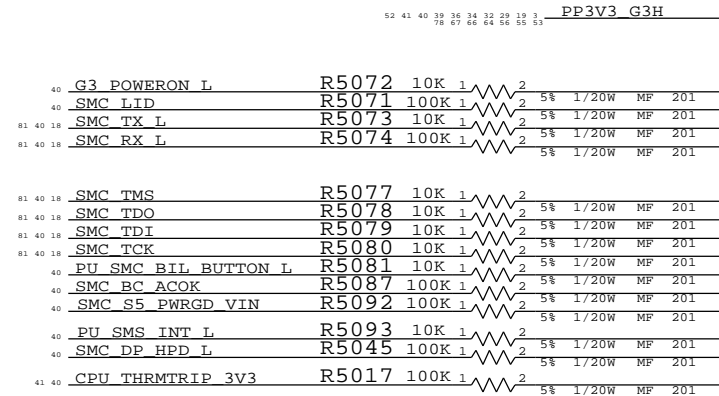 52 41 40 39 36 34 32 29 19 3 PP3V3_G3H
78 67 66 64 56 55 53
40 G3_POWERON_L R5072 10K 1 2
5% 1/20W MF 201
40 SMC_LID R5071 100K 1 2
5% 1/20W MF 201
81 40 18 SMC_TX_L R5073 10K 1 2
5% 1/20W MF 201
81 40 18 SMC_RX_L R5074 100K 1 2
5% 1/20W MF 201
81 40 18 SMC_TMS R5077 10K 1 2
5% 1/20W MF 201
81 40 18 SMC_TDO R5078 10K 1 2
5% 1/20W MF 201
81 40 18 SMC_TDI R5079 10K 1 2
5% 1/20W MF 201
81 40 18 SMC_TCK R5080 10K 1 2
5% 1/20W MF 201
40 PU_SMC_BIL_BUTTON_L R5081 10K 1 2
5% 1/20W MF 201
40 SMC_BC_ACOK R5087 100K 1 2
5% 1/20W MF 201
40 SMC_S5_PWRGD_VIN R5092 100K 1 2
5% 1/20W MF 201
40 PU_SMS_INT_L R5093 10K 1 2
5% 1/20W MF 201
40 SMC_DP_HPD_L R5045 100K 1 2
5% 1/20W MF 201
41 40 CPU_THRMTRIP_3V3 R5017 100K 1 2
5% 1/20W MF 201